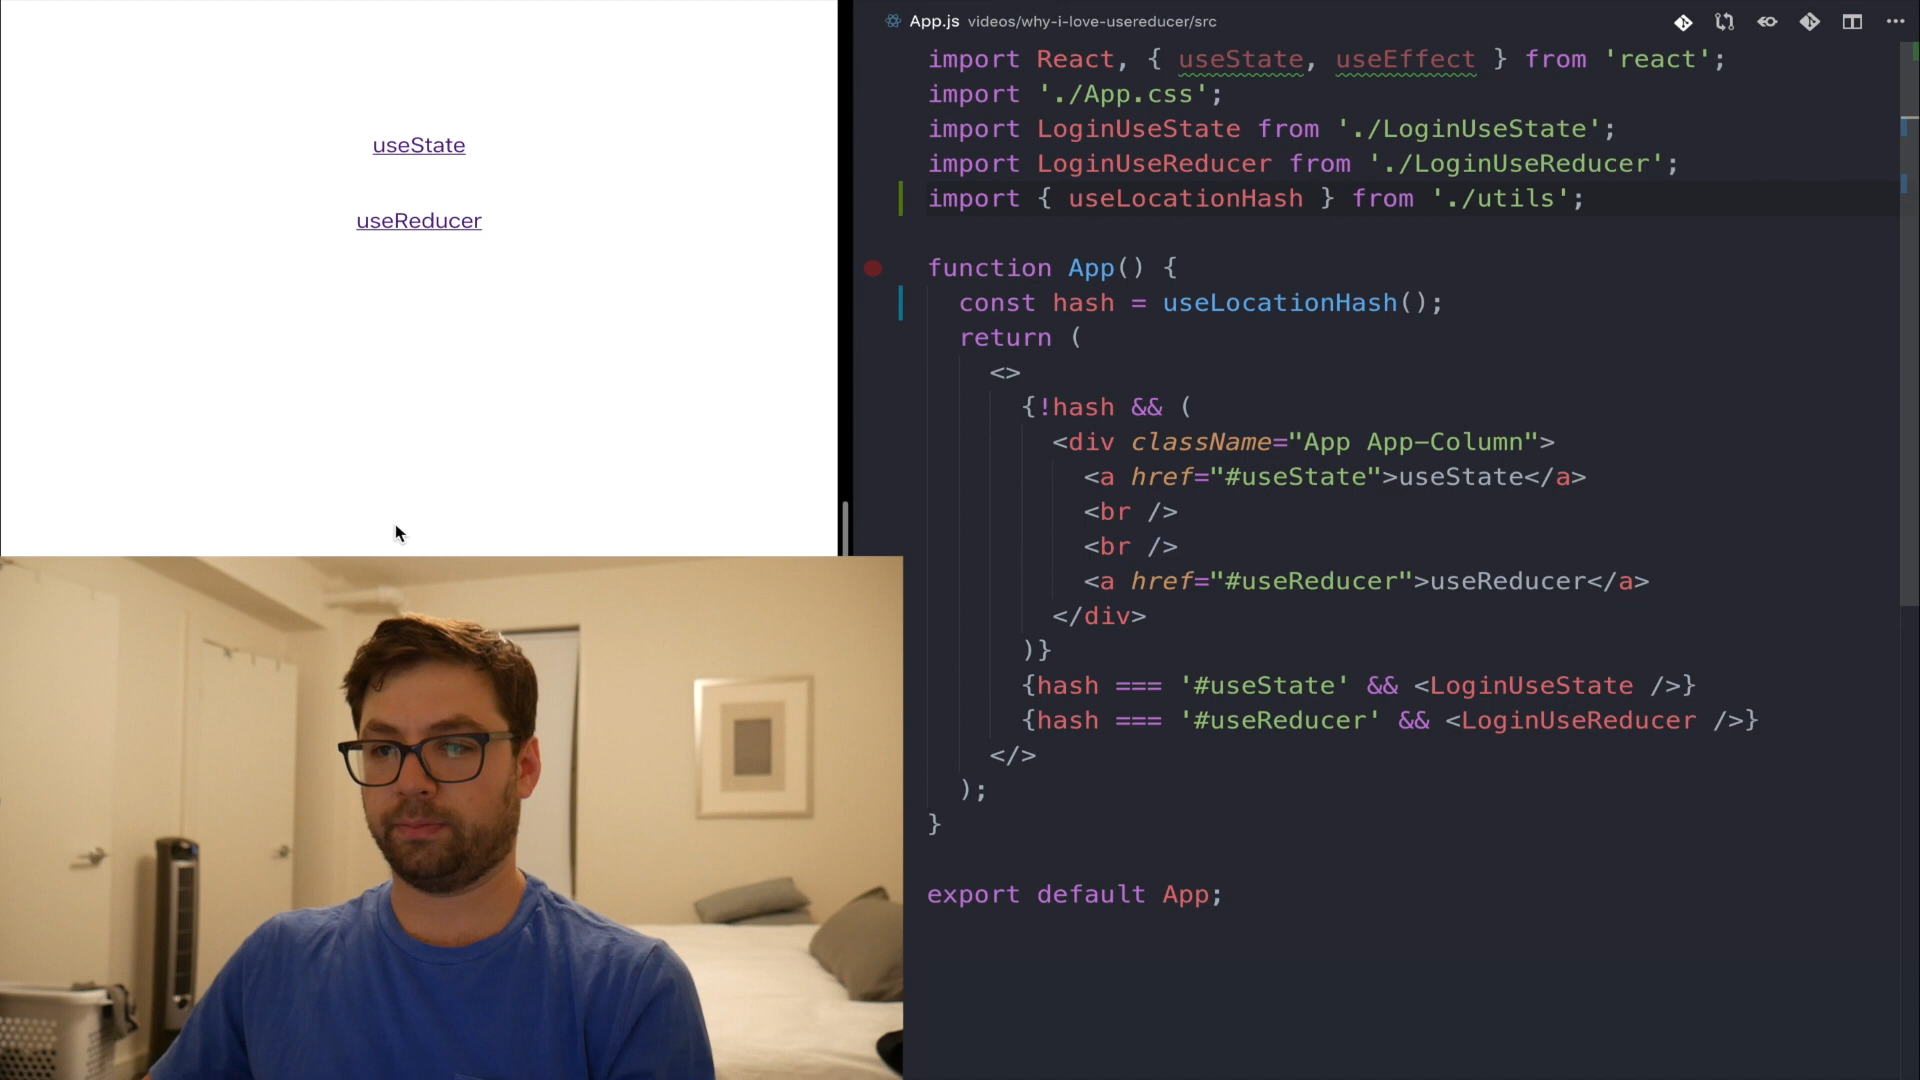 useState
useReducer
App.js videos/why-i-love-usereducer/src
import React, { useState, useEffect } from 'react';
import './App.css';
import LoginUseState from './LoginUseState';
import LoginUseReducer from './LoginUseReducer';
import { useLocationHash } from './utils';
function App() {
const hash = useLocationHash();
return (
<>
{!hash && (
<div className="App App-Column">
<a href="#useState">useState</a>
<br />
<br />
<a href="#useReducer">useReducer</a>
</div>
)}
{hash === '#useState' && <LoginUseState />}
{hash === '#useReducer' && <LoginUseReducer />}
</>
);
}
export default App;